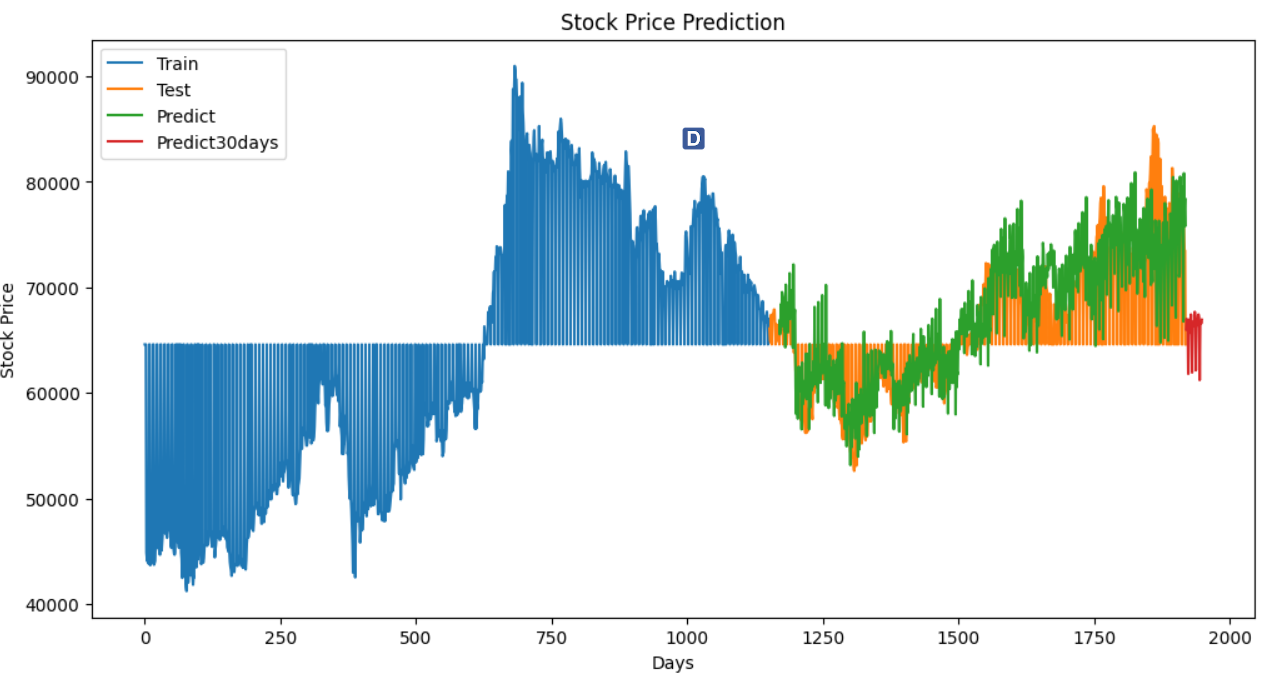 Stock Price Prediction
Train
Test
Predict
Predict30days
D
90000
80000
70000
60000
50000
40000
Stock Price
0 250 500 750 1000 1250 1500 1750 2000
Days